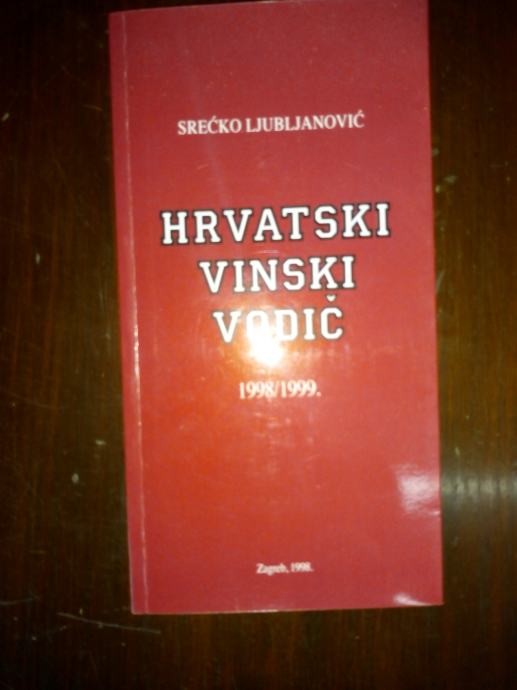 SREĆKO LJUBLJANOVIĆ
HRVATSKI
VINSKI
VODIČ
1998/1999.
Zagreb, 1998.